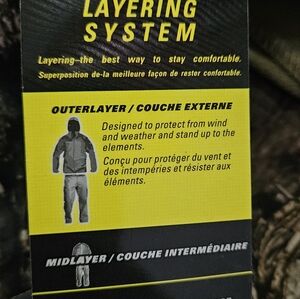 LAYERING
SYSTEM
Layering-the best way to stay comfortable.
Superposition de-la meilleure façon de rester confortable.
OUTERLAYER / COUCHE EXTERNE
Designed to protect from wind
and weather and stand up to the
elements.
Conçu pour protéger du vent et
des intempéries et résister aux
éléments.
MIDLAYER / COUCHE INTERMÉDIAIRE